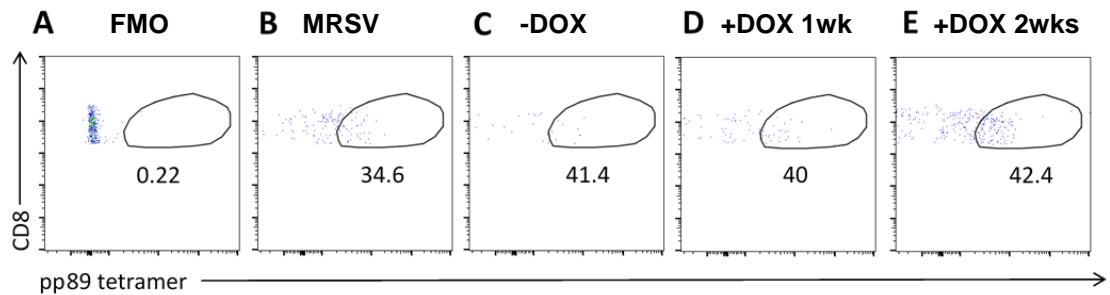 A FMO B MRSV C -DOX D +DOX 1wk E +DOX 2wks
CD8
0.22 34.6 41.4 40 42.4
pp89 tetramer